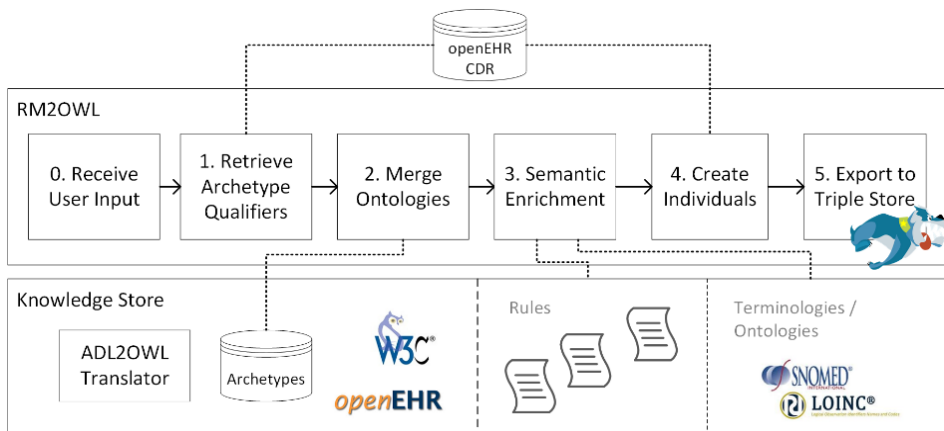 openEHR
CDR
RM2OWL
0. Receive
User Input
1. Retrieve
Archetype
Qualifiers
2. Merge
Ontologies
3. Semantic
Enrichment
4. Create
Individuals
5. Export to
Triple Store
Knowledge Store
ADL2OWL
Translator
Archetypes
W3C®
openEHR
Rules
Terminologies /
Ontologies
SNOMED®
INTERNATIONAL
LOINC®